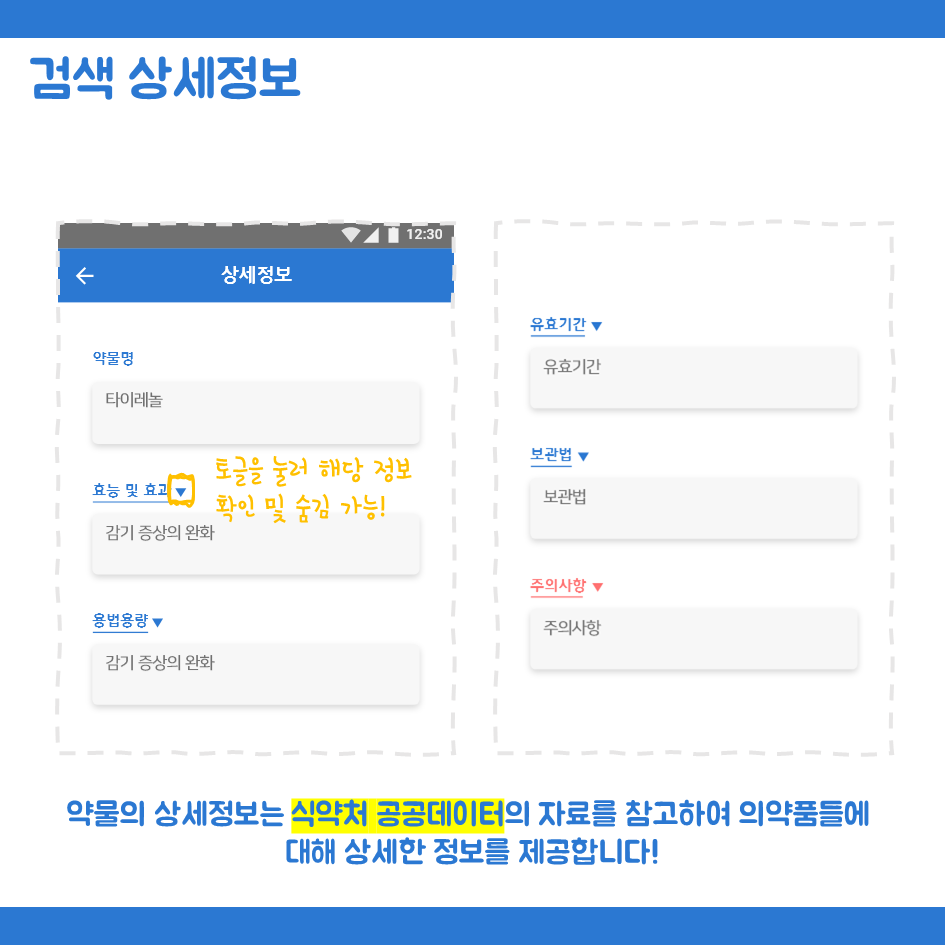 검색 상세정보
12:30
상세정보
약물명
타이레놀
토글을 눌러 해당 정보
확인 및 숨김 가능!
효능 및 효과
감기 증상의 완화
용법용량
감기 증상의 완화
유효기간
유효기간
보관법
보관법
주의사항
주의사항
약물의 상세정보는 식약처 공공데이터의 자료를 참고하여 의약품들에
대해 상세한 정보를 제공합니다!